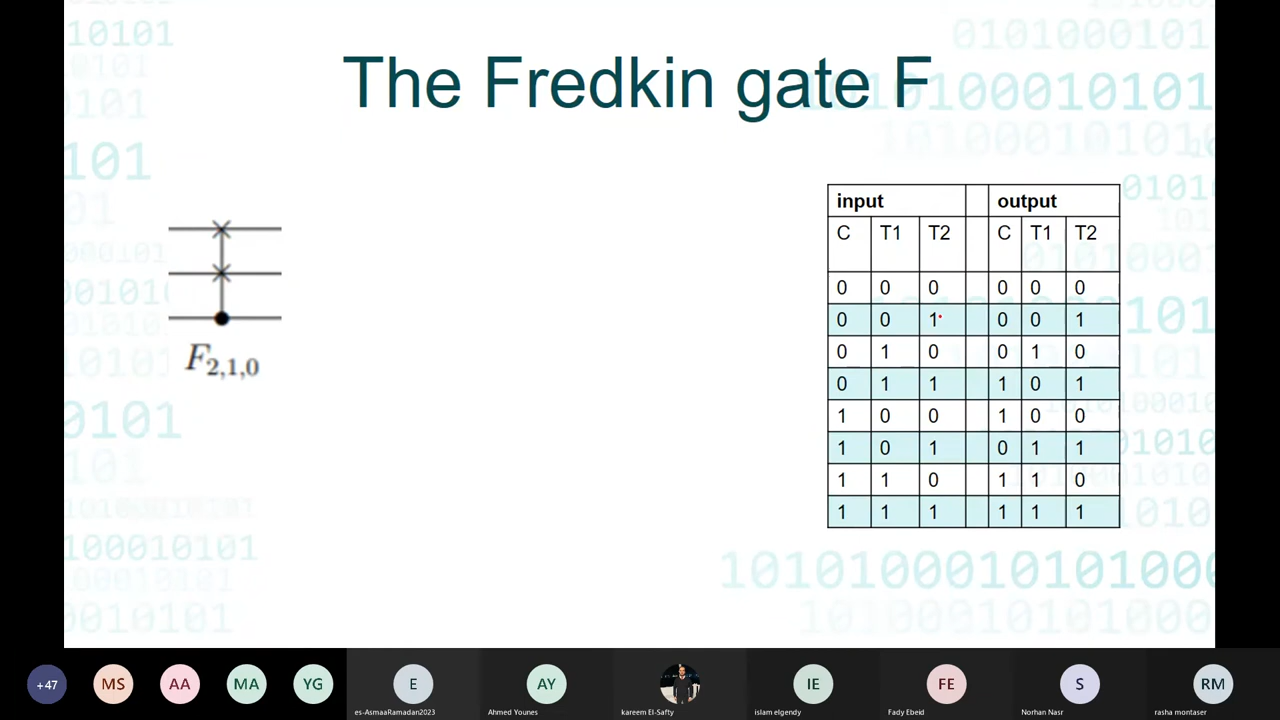 The Fredkin gate F
F2,1,0
input output
C T1 T2 C T1 T2
0 0 0 0 0 0
0 0 1 0 0 1
0 1 0 0 1 0
0 1 1 1 0 1
1 0 0 1 0 0
1 0 1 0 1 1
1 1 0 1 1 0
1 1 1 1 1 1
+47 MS AA MA YG E AY IE FE S RM
es-AsmaaRamadan2023 Ahmed Younes kareem El-Safty islam elgendy Fady Ebeid Norhan Nasr rasha montaser